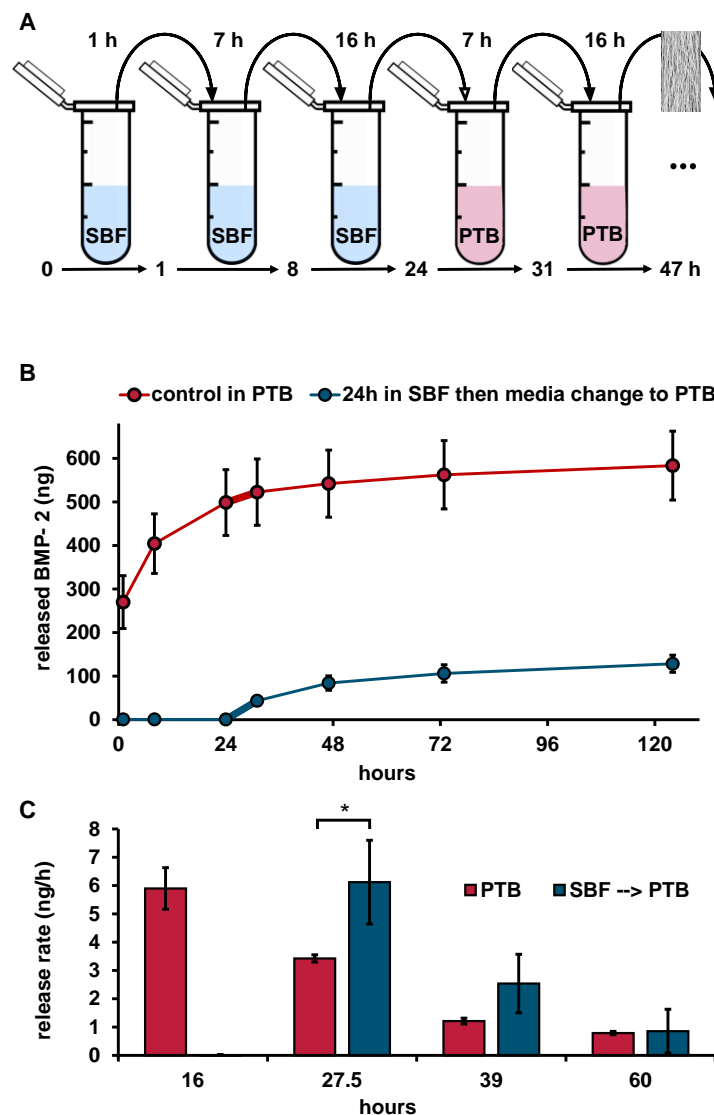 A
1 h 7 h 16 h 7 h 16 h
SBF SBF SBF PTB PTB
...
0 1 8 24 31 47 h
B
control in PTB 24h in SBF then media change to PTB
released BMP- 2 (ng)
600
500
400
300
200
100
0
0 24 48 72 96 120
hours
C
release rate (ng/h)
8
7
6
5
4
3
2
1
0
*
PTB SBF --> PTB
16 27.5 39 60
hours